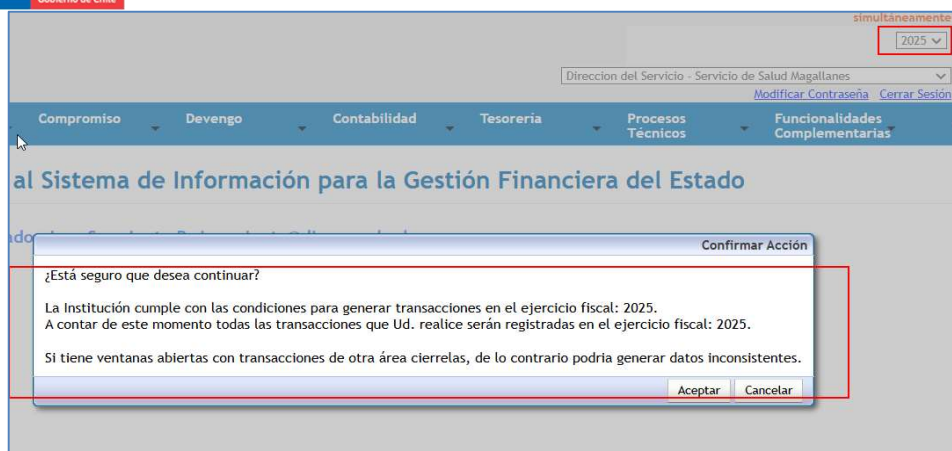 Gobierno de Chile
simultáneamente
2025
Direccion del Servicio - Servicio de Salud Magallanes
Modificar Contraseña Cerrar Sesión
Compromiso Devengo Contabilidad Tesoreria Procesos Técnicos Funcionalidades Complementarias
al Sistema de Información para la Gestión Financiera del Estado
Confirmar Acción
¿Está seguro que desea continuar?
La Institución cumple con las condiciones para generar transacciones en el ejercicio fiscal: 2025.
A contar de este momento todas las transacciones que Ud. realice serán registradas en el ejercicio fiscal: 2025.
Si tiene ventanas abiertas con transacciones de otra área cierrelas, de lo contrario podria generar datos inconsistentes.
Aceptar Cancelar